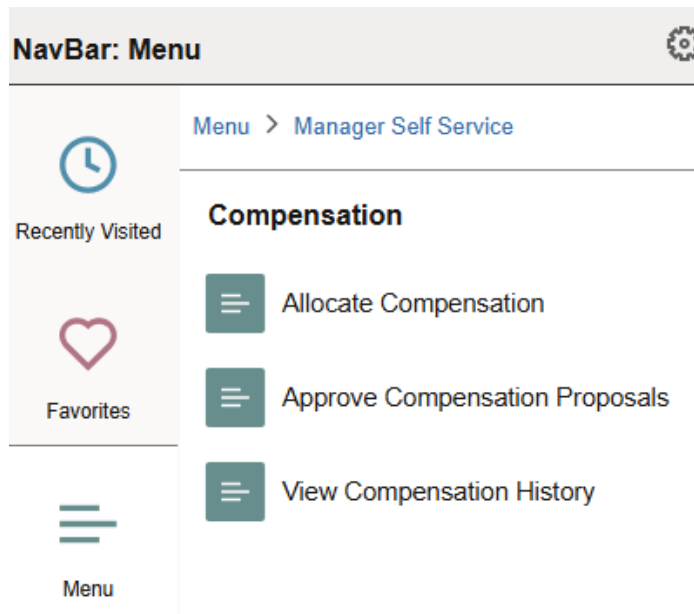 NavBar: Menu
Menu > Manager Self Service
Recently Visited
Compensation
Allocate Compensation
Favorites
Approve Compensation Proposals
View Compensation History
Menu